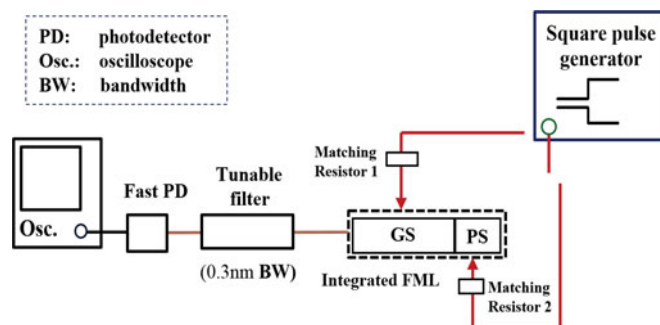 PD: photodetector
Osc.: oscilloscope
BW: bandwidth
Square pulse
generator
Matching
Resistor 1
Tunable
filter
Fast PD
Osc.
GS
PS
(0.3nm BW)
Integrated FML
Matching
Resistor 2